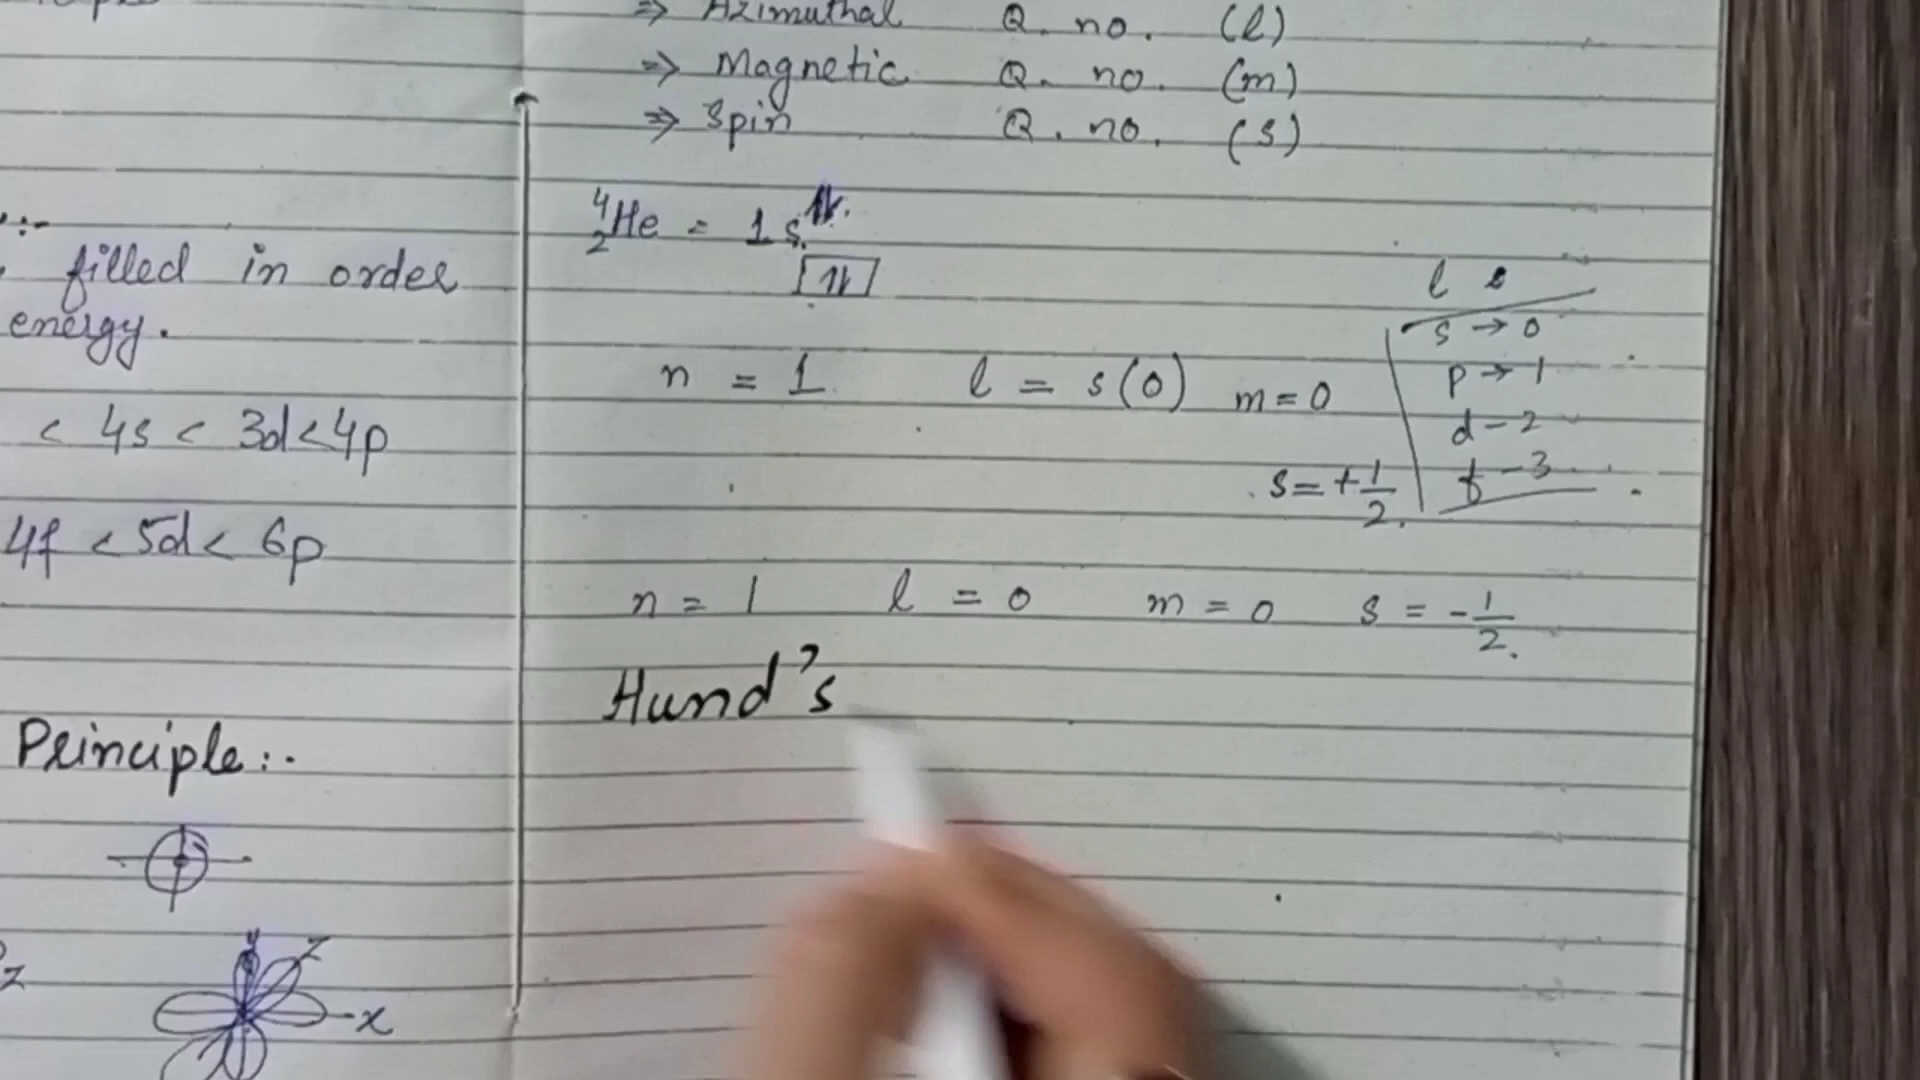 filled in order
energy.
< 4s < 3d < 4p
4f < 5d < 6p
Principle :-
y
z
x
z
⇒ Azimuthal Q. no. (l)
⇒ Magnetic Q. no. (m)
⇒ Spin Q. no. (s)
⁴₂He = 1s↑↓.
↑↓
n = 1 l = s(0) m = 0
s = +1/2.
l
s → 0
p → 1
d - 2
f - 3
n = 1 l = 0 m = 0 s = -1/2.
Hund's